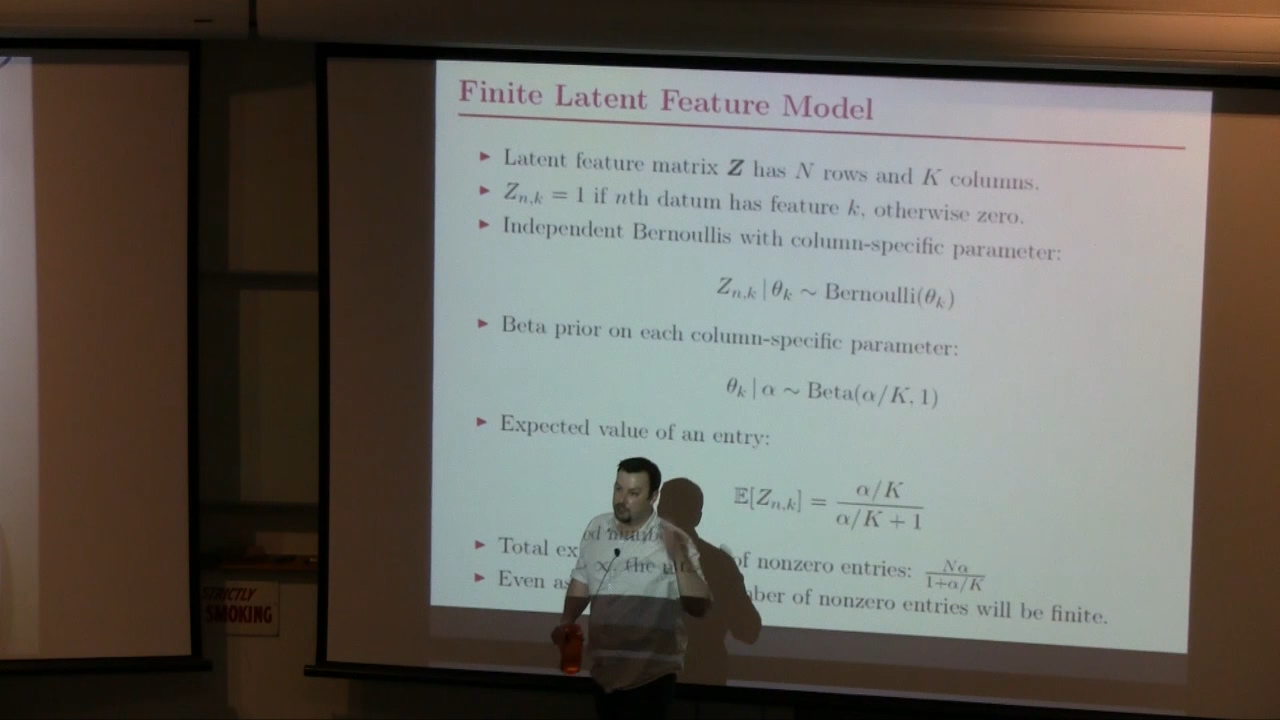 Finite Latent Feature Model
▶ Latent feature matrix Z has N rows and K columns.
▶ Z_{n,k} = 1 if nth datum has feature k, otherwise zero.
▶ Independent Bernoullis with column-specific parameter:
Z_{n,k} | θ_k ∼ Bernoulli(θ_k)
▶ Beta prior on each column-specific parameter:
θ_k | α ∼ Beta(α/K, 1)
▶ Expected value of an entry:
𝔼[Z_{n,k}] = (α/K) / (α/K + 1)
▶ Total of nonzero entries: Nα / (1+α/K)
▶ Even of nonzero entries will be finite.
STRICTLY
SMOKING